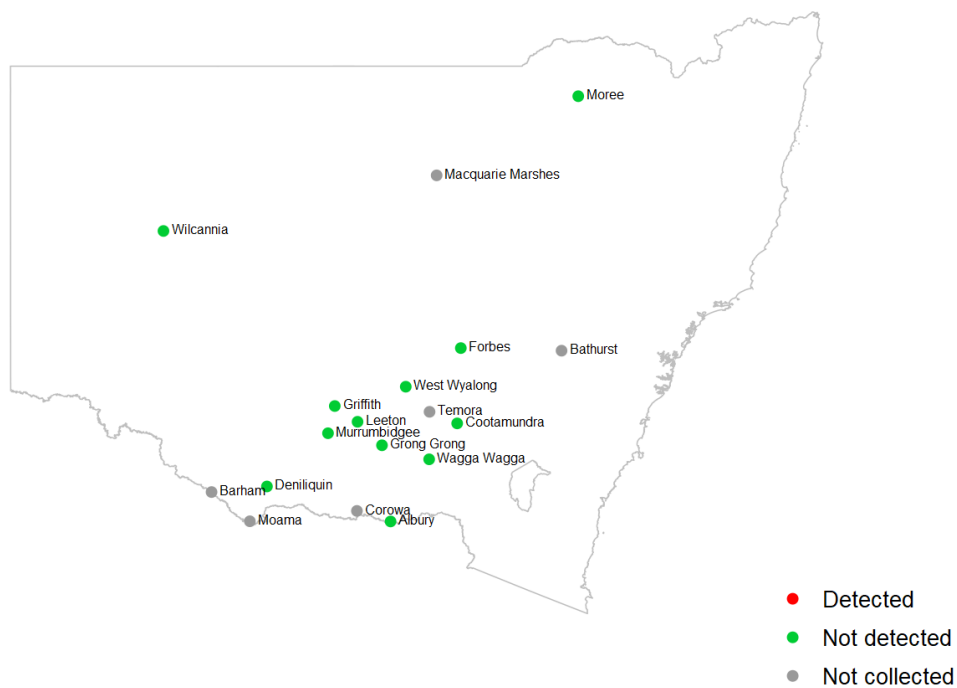 Moree
Macquarie Marshes
Wilcannia
Forbes
Bathurst
West Wyalong
Griffith
Temora
Leeton
Cootamundra
Murrumbidgee
Grong Grong
Wagga Wagga
Deniliquin
Barham
Corowa
Moama
Albury
Detected
Not detected
Not collected